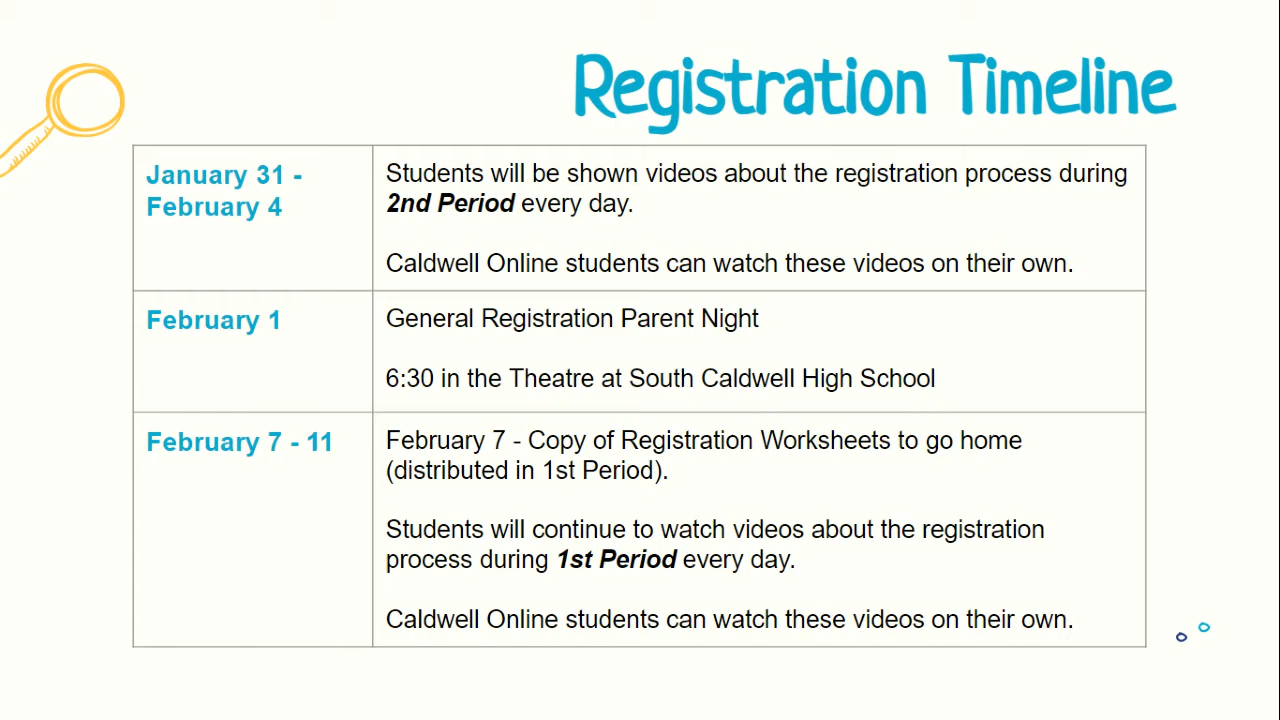 Registration Timeline
January 31 -
February 4
Students will be shown videos about the registration process during
2nd Period every day.
Caldwell Online students can watch these videos on their own.
February 1
General Registration Parent Night
6:30 in the Theatre at South Caldwell High School
February 7 - 11
February 7 - Copy of Registration Worksheets to go home
(distributed in 1st Period).
Students will continue to watch videos about the registration
process during 1st Period every day.
Caldwell Online students can watch these videos on their own.